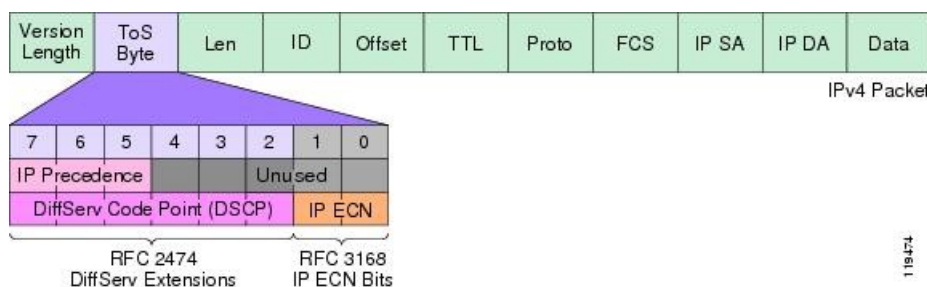 Version Length ToS Byte Len ID Offset TTL Proto FCS IP SA IP DA Data
IPv4 Packet
7 6 5 4 3 2 1 0
IP Precedence Unused
DiffServ Code Point (DSCP) IP ECN
RFC 2474 RFC 3168
DiffServ Extensions IP ECN Bits
119474